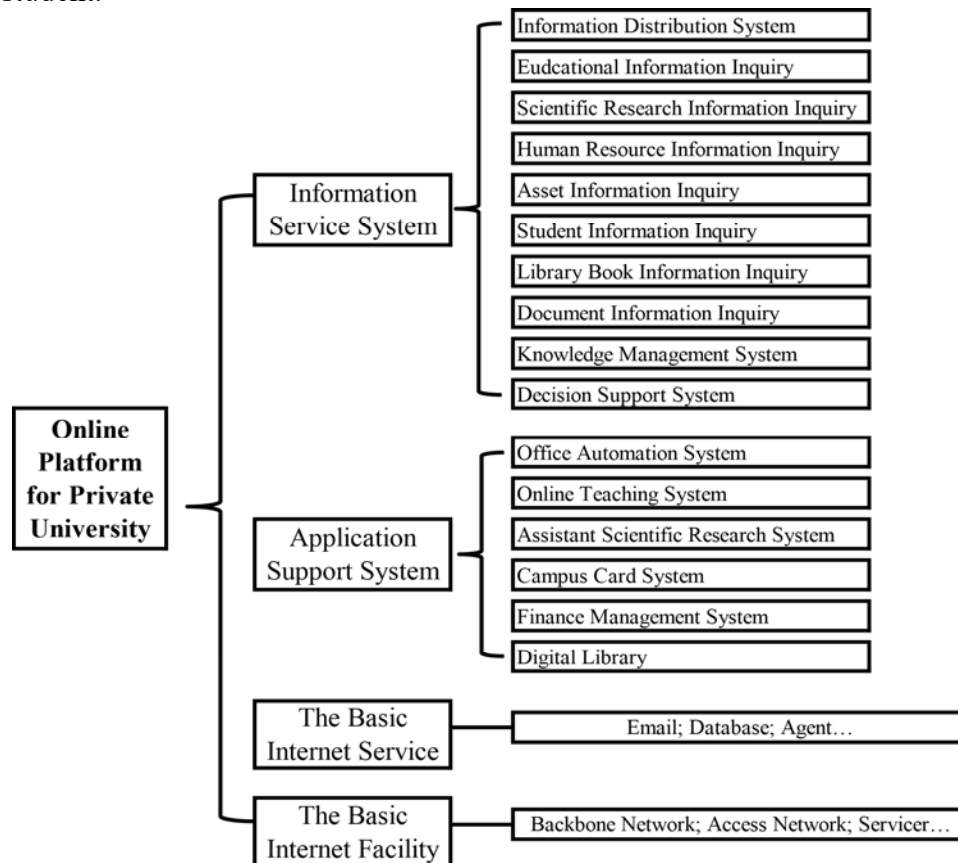 Information Distribution System
Eudcational Information Inquiry
Scientific Research Information Inquiry
Human Resource Information Inquiry
Asset Information Inquiry
Student Information Inquiry
Library Book Information Inquiry
Document Information Inquiry
Knowledge Management System
Decision Support System
Information
Service System
Online
Platform
for Private
University
Office Automation System
Online Teaching System
Assistant Scientific Research System
Campus Card System
Finance Management System
Digital Library
Application
Support System
The Basic
Internet Service
Email; Database; Agent…
The Basic
Internet Facility
Backbone Network; Access Network; Servicer…